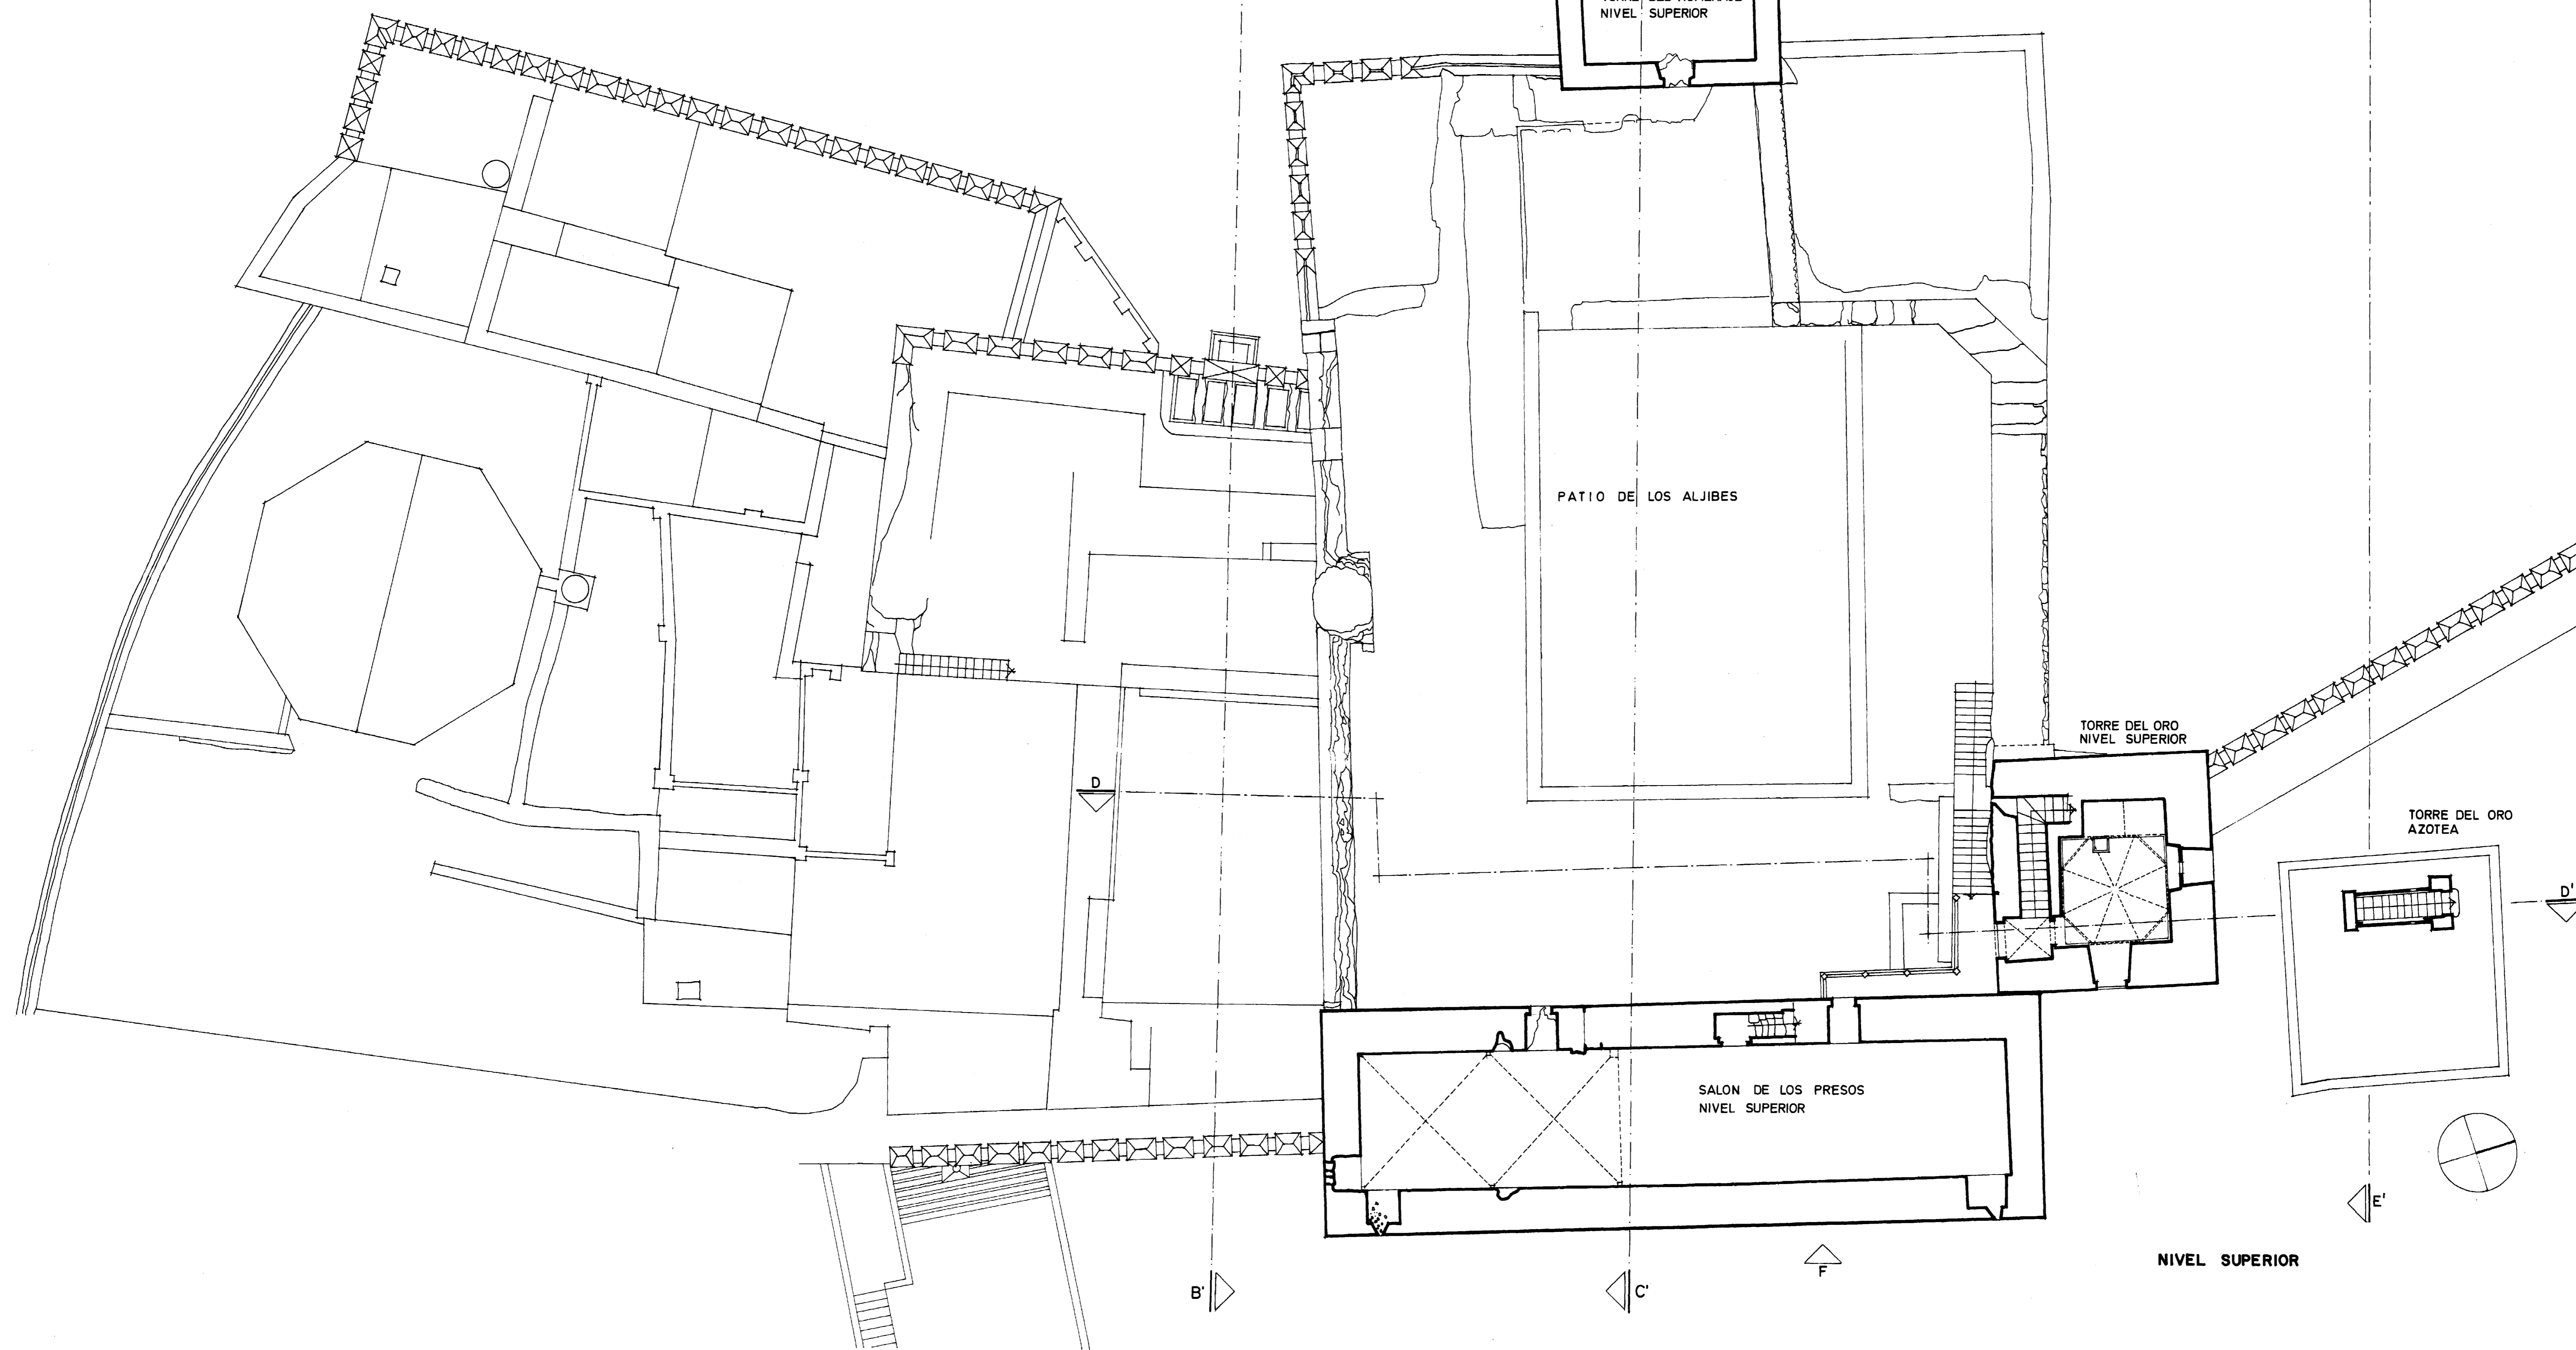 NIVEL SUPERIOR
PATIO DE LOS ALJIBES
TORRE DEL ORO
NIVEL SUPERIOR
D
TORRE DEL ORO
AZOTEA
D'
SALON DE LOS PRESOS
NIVEL SUPERIOR
E'
NIVEL SUPERIOR
F
B'
C'